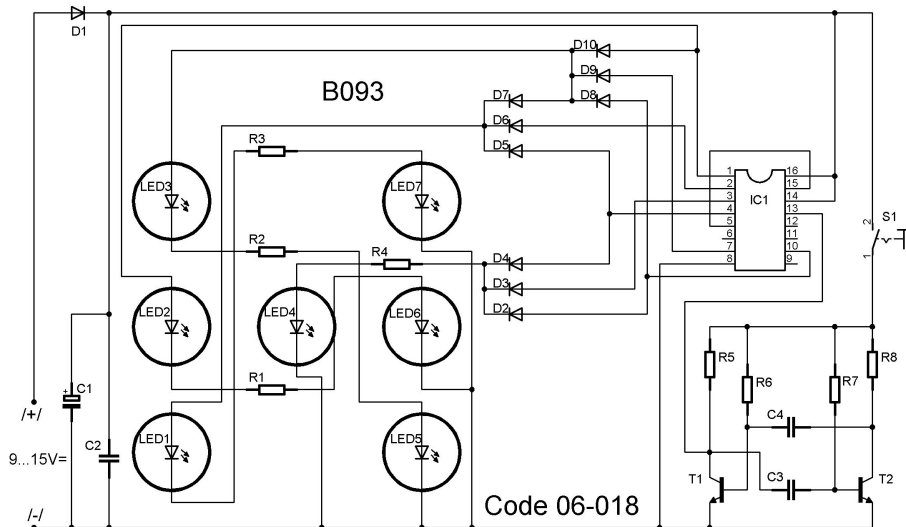 D1
D10
D9
B093
D7
D8
D6
R3
D5
1
16
2
15
LED3
LED7
3
14
IC1
4
13
5
12
S1
2
6
11
R2
7
10
R4
D4
8
9
1
D3
LED2
LED4
LED6
D2
R5
R8
R1
R6
R7
+
C1
/+/
C4
LED1
LED5
C2
9...15V=
C3
T1
T2
Code 06-018
/-/